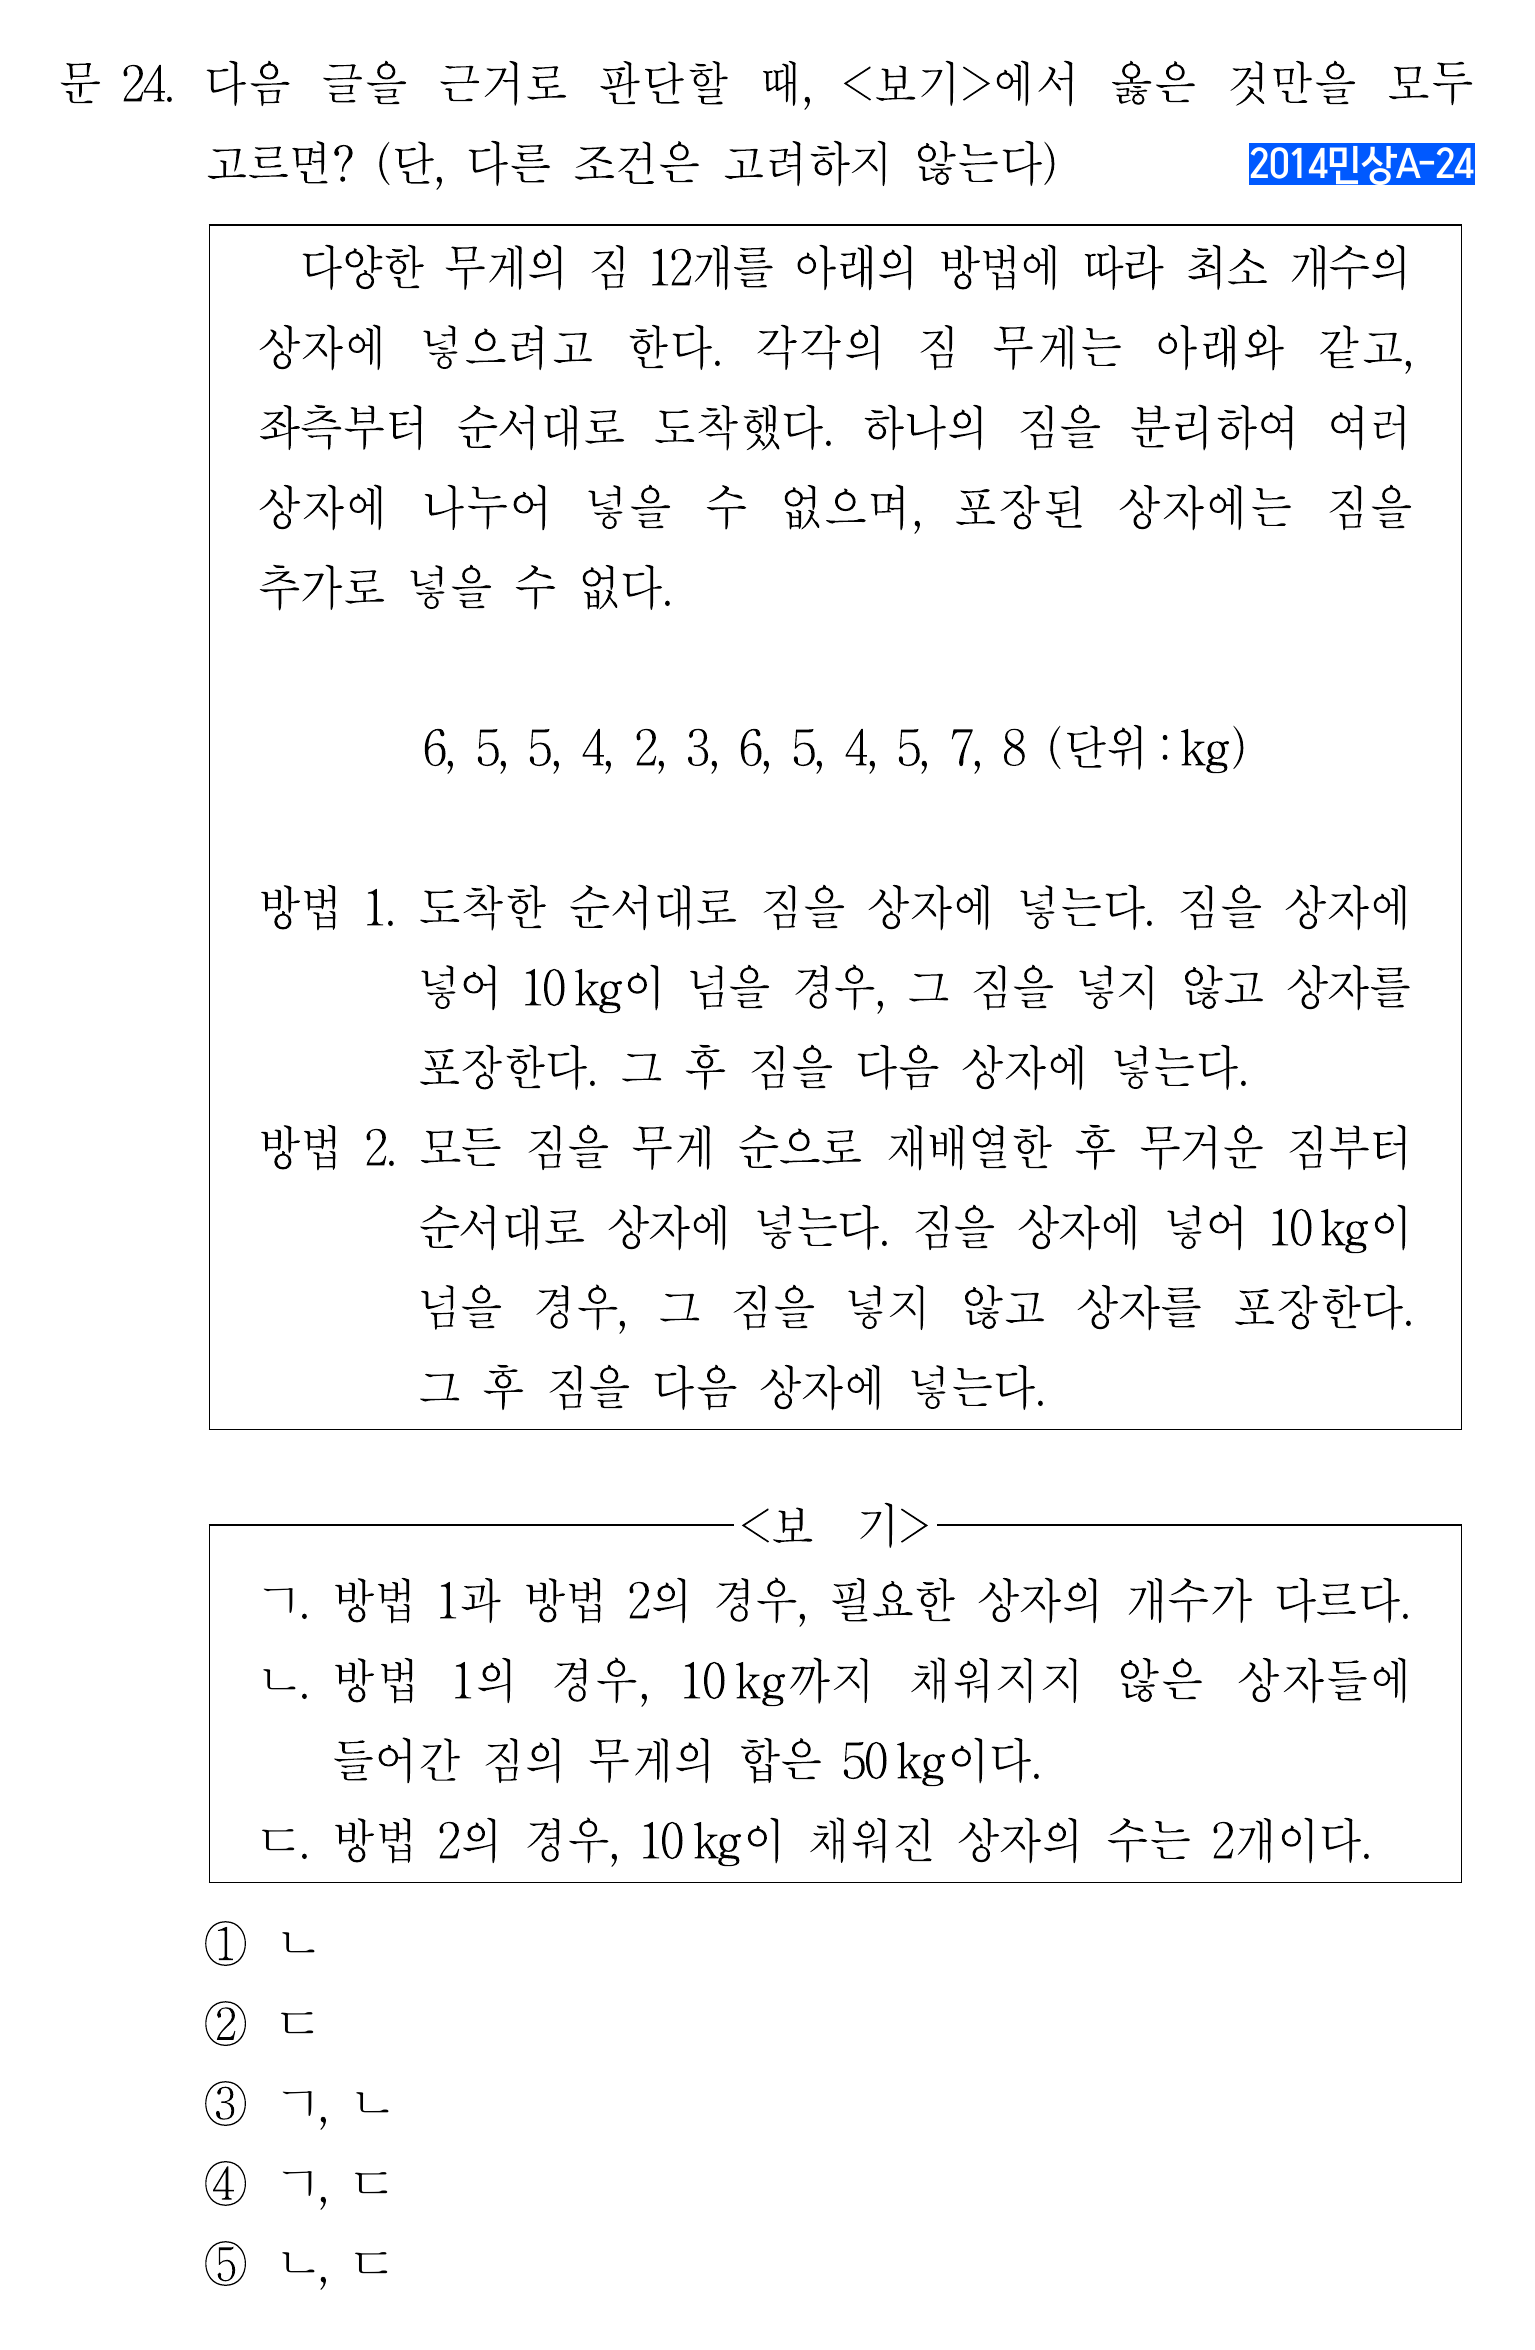 문 24. 다음 글을 근거로 판단할 때, <보기>에서 옳은 것만을 모두
고르면? (단, 다른 조건은 고려하지 않는다) 2014민상A-24
다양한 무게의 짐 12개를 아래의 방법에 따라 최소 개수의
상자에 넣으려고 한다. 각각의 짐 무게는 아래와 같고,
좌측부터 순서대로 도착했다. 하나의 짐을 분리하여 여러
상자에 나누어 넣을 수 없으며, 포장된 상자에는 짐을
추가로 넣을 수 없다.
6, 5, 5, 4, 2, 3, 6, 5, 4, 5, 7, 8 (단위 : kg)
방법 1. 도착한 순서대로 짐을 상자에 넣는다. 짐을 상자에
넣어 10 kg이 넘을 경우, 그 짐을 넣지 않고 상자를
포장한다. 그 후 짐을 다음 상자에 넣는다.
방법 2. 모든 짐을 무게 순으로 재배열한 후 무거운 짐부터
순서대로 상자에 넣는다. 짐을 상자에 넣어 10 kg이
넘을 경우, 그 짐을 넣지 않고 상자를 포장한다.
그 후 짐을 다음 상자에 넣는다.
<보 기>
ㄱ. 방법 1과 방법 2의 경우, 필요한 상자의 개수가 다르다.
ㄴ. 방법 1의 경우, 10 kg까지 채워지지 않은 상자들에
들어간 짐의 무게의 합은 50 kg이다.
ㄷ. 방법 2의 경우, 10 kg이 채워진 상자의 수는 2개이다.
① ㄴ
② ㄷ
③ ㄱ, ㄴ
④ ㄱ, ㄷ
⑤ ㄴ, ㄷ